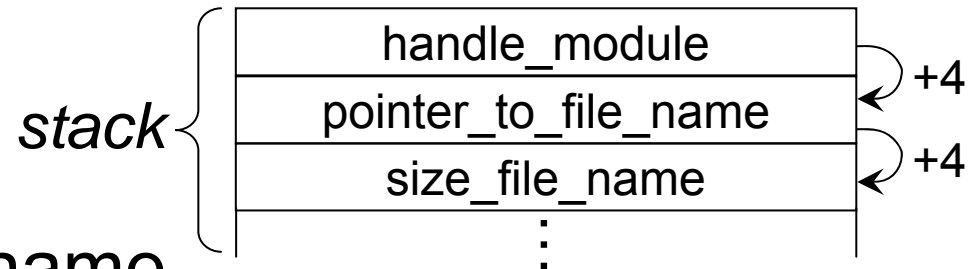 handle_module
+4
stack
pointer_to_file_name
+4
size_file_name
⋮